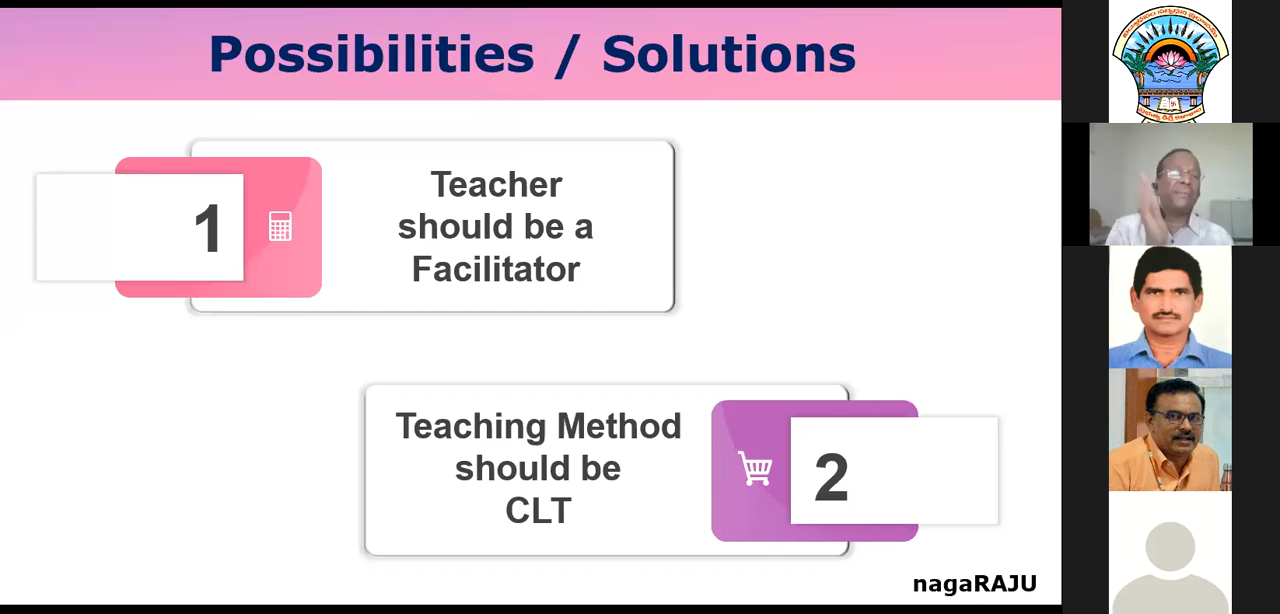 Possibilities / Solutions
1
Teacher
should be a
Facilitator
Teaching Method
should be
CLT
2
nagaRAJU